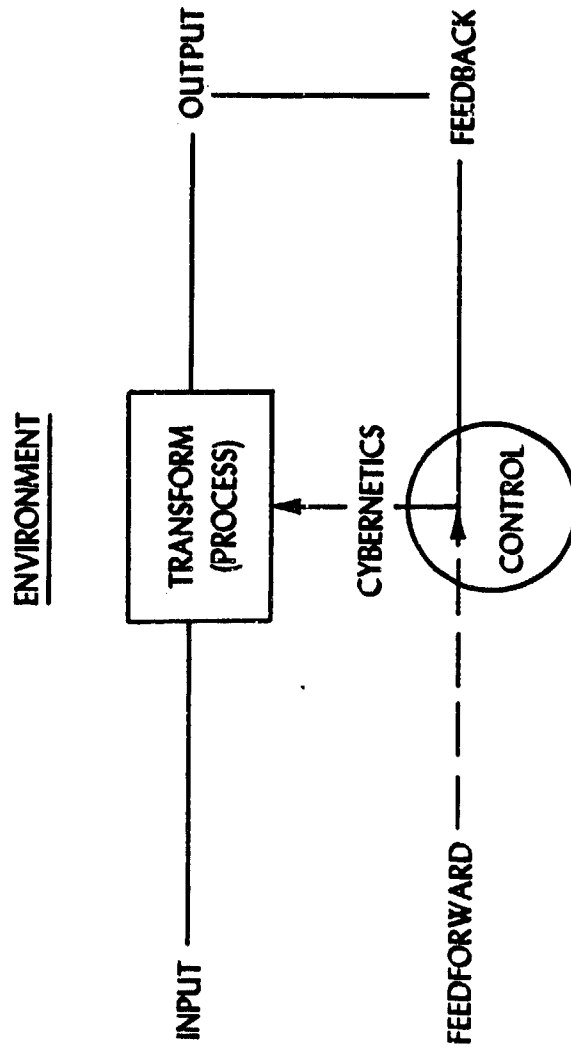 ENVIRONMENT
INPUT
TRANSFORM
(PROCESS)
OUTPUT
CYBERNETICS
FEEDFORWARD
CONTROL
FEEDBACK